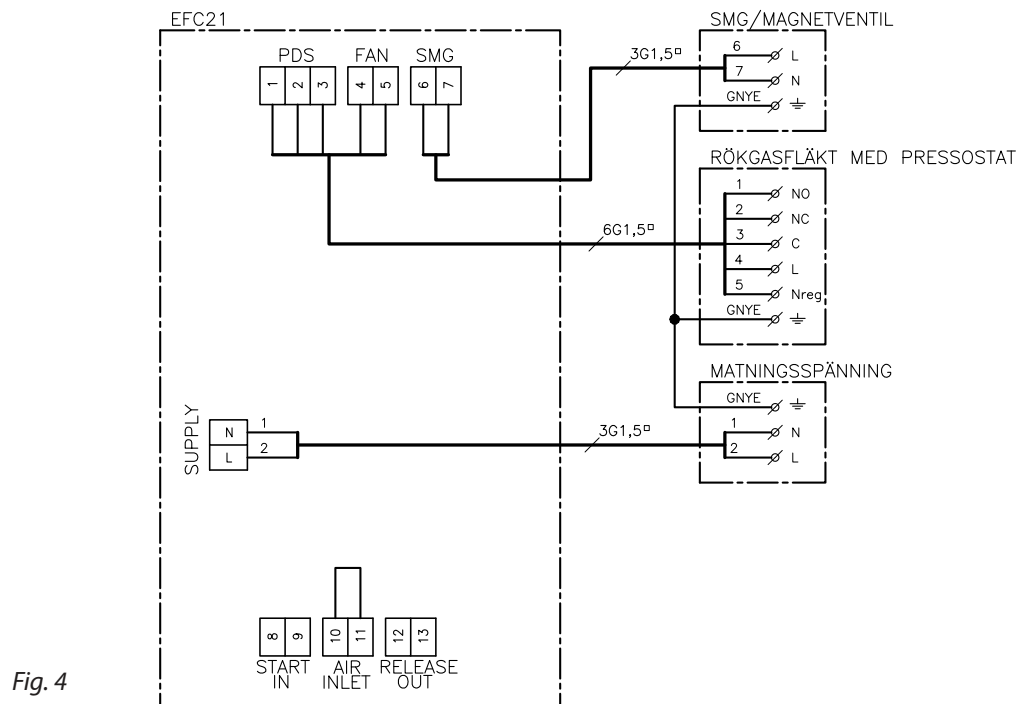 EFC21
PDS FAN SMG
1 2 3 4 5 6 7
SMG/MAGNETVENTIL
3G1,5▫
6 L
7 N
GNYE
RÖKGASFLÄKT MED PRESSOSTAT
6G1,5▫
1 NO
2 NC
3 C
4 L
5 Nreg
GNYE
MATNINGSSPÄNNING
GNYE
3G1,5▫
1 N
2 L
SUPPLY
N 1
L 2
8 9 10 11 12 13
START IN
AIR INLET
RELEASE OUT
Fig. 4